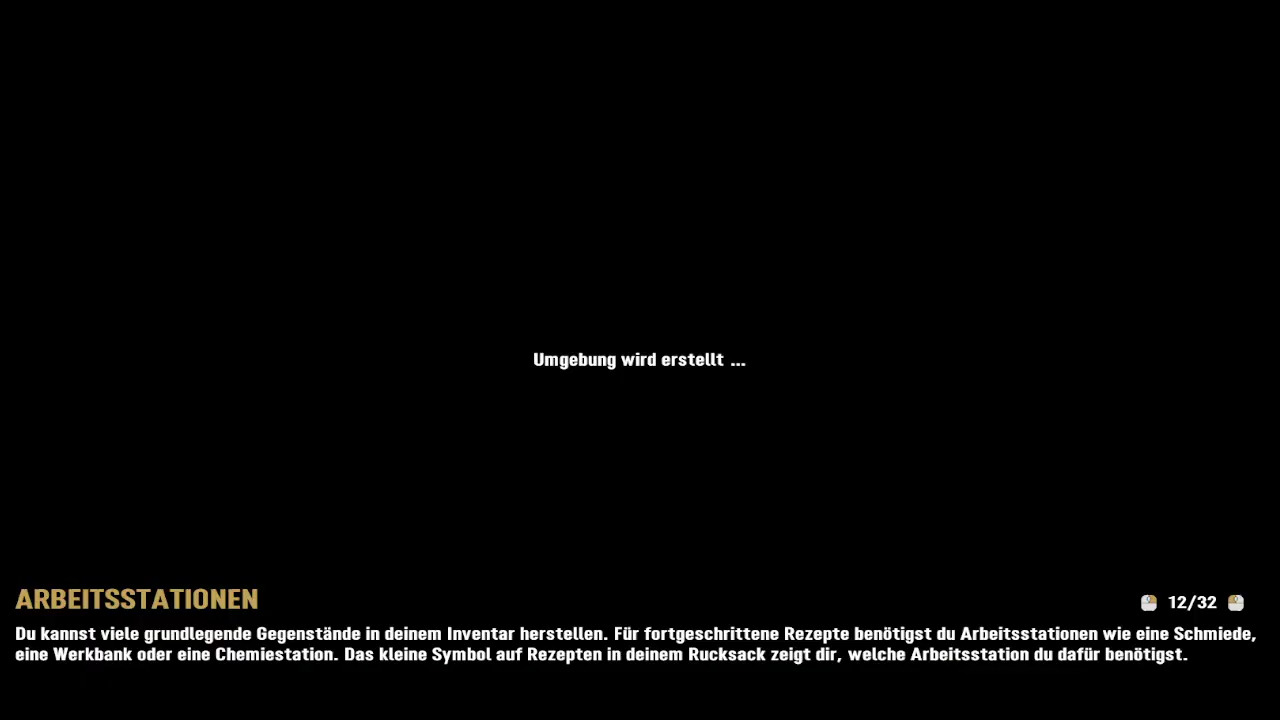 Umgebung wird erstellt ...
ARBEITSSTATIONEN
12/32
Du kannst viele grundlegende Gegenstände in deinem Inventar herstellen. Für fortgeschrittene Rezepte benötigst du Arbeitsstationen wie eine Schmiede,
eine Werkbank oder eine Chemiestation. Das kleine Symbol auf Rezepten in deinem Rucksack zeigt dir, welche Arbeitsstation du dafür benötigst.